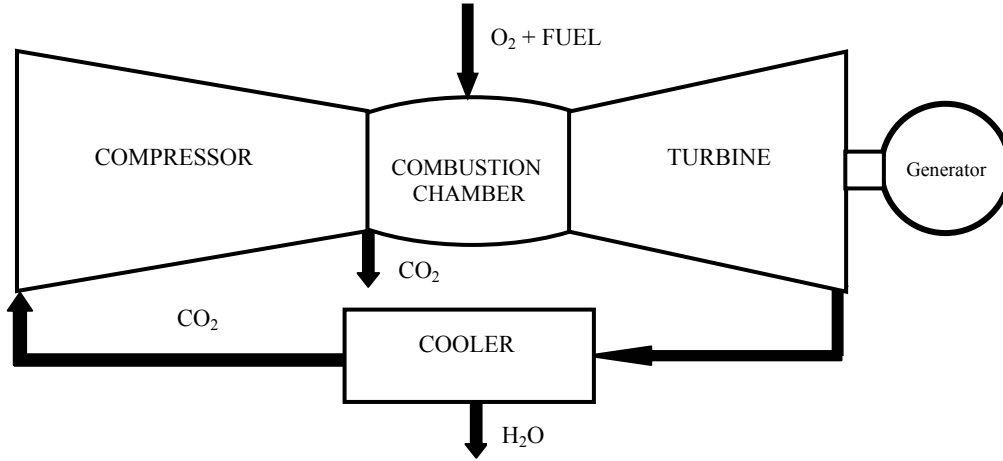 O₂ + FUEL
COMPRESSOR
COMBUSTION
CHAMBER
TURBINE
Generator
CO₂
CO₂
COOLER
H₂O